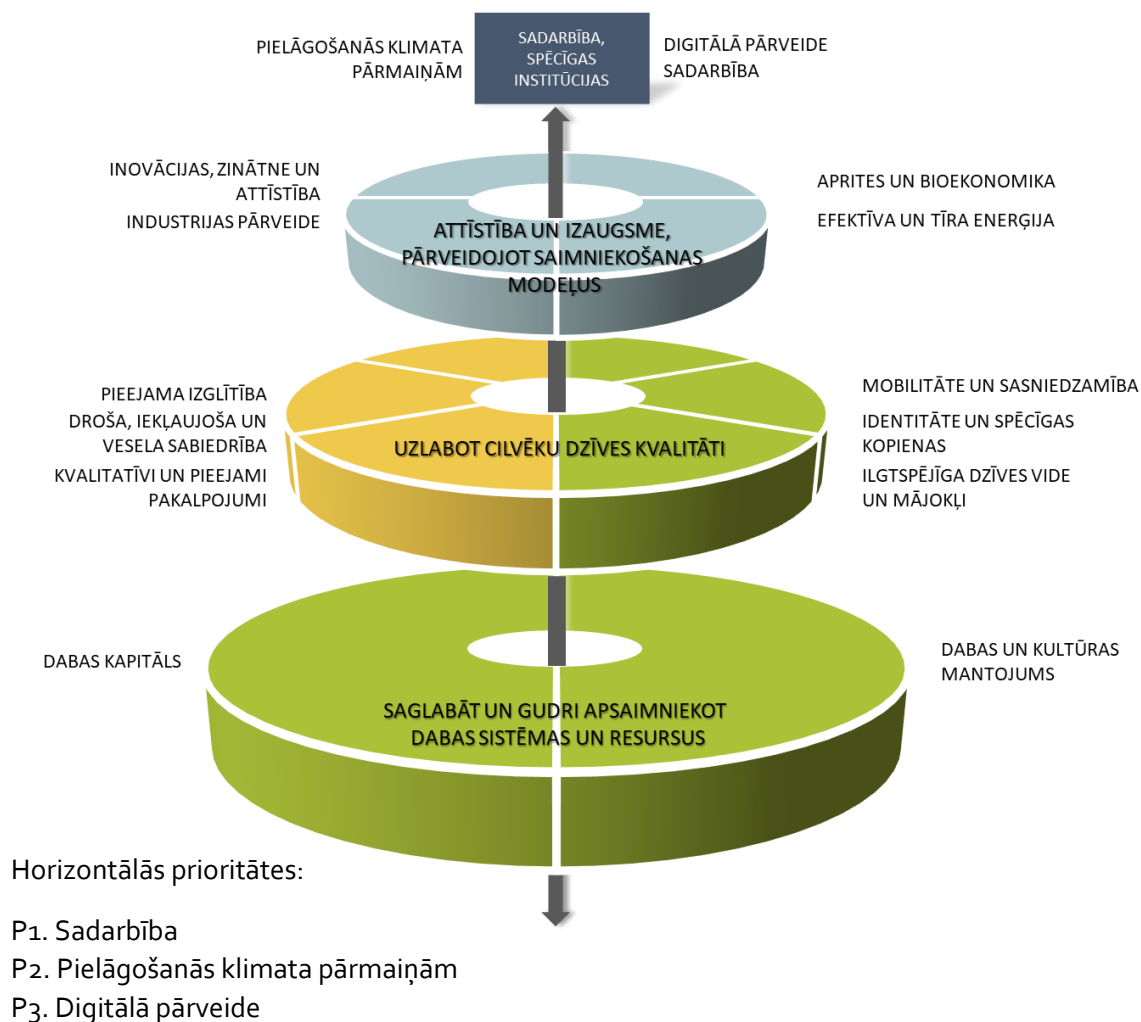 PIELĀGOŠANĀS KLIMATA
PĀRMAIŅĀM
SADARBĪBA,
SPĒCĪGAS
INSTITŪCIJAS
DIGITĀLĀ PĀRVEIDE
SADARBĪBA
INOVĀCIJAS, ZINĀTNE UN
ATTĪSTĪBA
INDUSTRIJAS PĀRVEIDE
APRITES UN BIOEKONOMIKA
EFEKTĪVA UN TĪRA ENERĢIJA
ATTĪSTĪBA UN IZAUGSME,
PĀRVEIDOJOT SAIMNIEKOŠANAS
MODEĻUS
PIEEJAMA IZGLĪTĪBA
DROŠA, IEKĻAUJOŠA UN
VESELA SABIEDRĪBA
KVALITATĪVI UN PIEEJAMI
PAKALPOJUMI
UZLABOT CILVĒKU DZĪVES KVALITĀTI
MOBILITĀTE UN SASNIEDZAMĪBA
IDENTITĀTE UN SPĒCĪGAS
KOPIENAS
ILGTSPĒJĪGA DZĪVES VIDE
UN MĀJOKĻI
DABAS KAPITĀLS
SAGLABĀT UN GUDRI APSAIMNIEKOT
DABAS SISTĒMAS UN RESURSUS
DABAS UN KULTŪRAS
MANTOJUMS
Horizontālās prioritātes:
P1. Sadarbība
P2. Pielāgošanās klimata pārmaiņām
P3. Digitālā pārveide